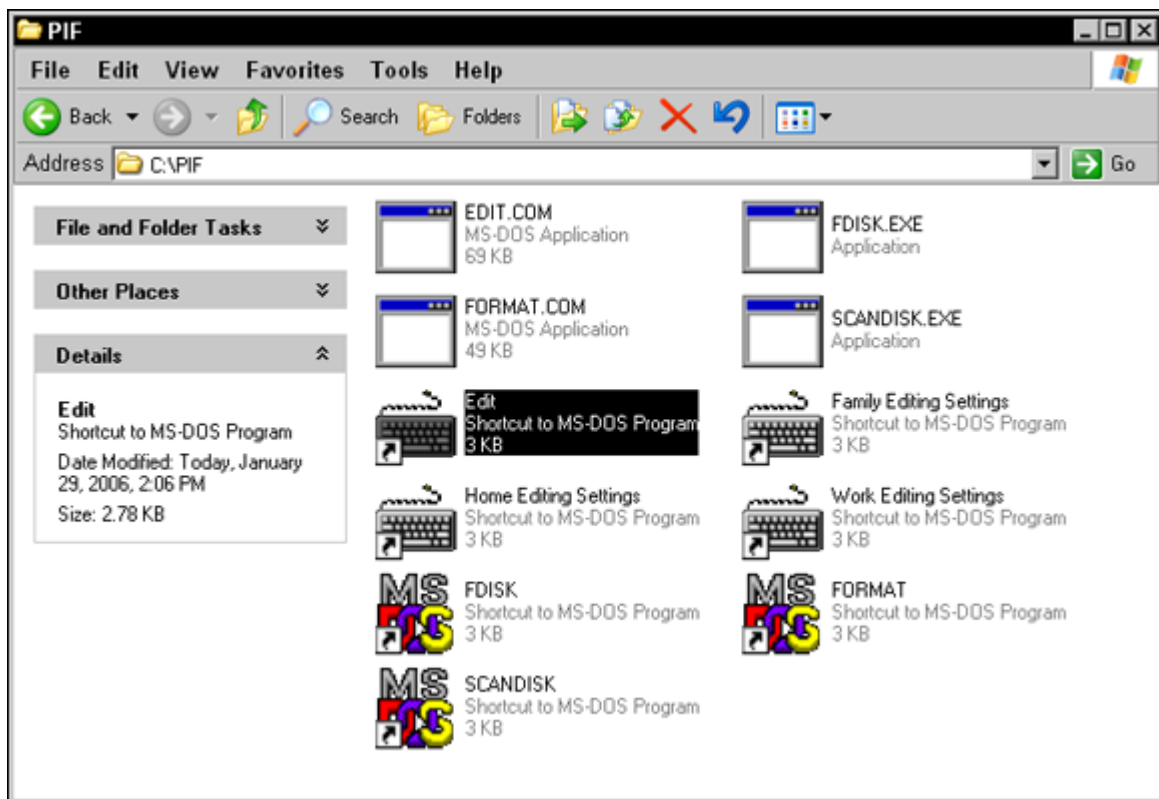 PIF
File Edit View Favorites Tools Help
Back Search Folders
Address C:\PIF Go
File and Folder Tasks
Other Places
Details
Edit
Shortcut to MS-DOS Program
Date Modified: Today, January
29, 2006, 2:06 PM
Size: 2.78 KB
EDIT.COM
MS-DOS Application
69 KB
FDISK.EXE
Application
FORMAT.COM
MS-DOS Application
49 KB
SCANDISK.EXE
Application
Edit
Shortcut to MS-DOS Program
3 KB
Family Editing Settings
Shortcut to MS-DOS Program
3 KB
Home Editing Settings
Shortcut to MS-DOS Program
3 KB
Work Editing Settings
Shortcut to MS-DOS Program
3 KB
MS
DOS
FDISK
Shortcut to MS-DOS Program
3 KB
MS
DOS
FORMAT
Shortcut to MS-DOS Program
3 KB
MS
DOS
SCANDISK
Shortcut to MS-DOS Program
3 KB